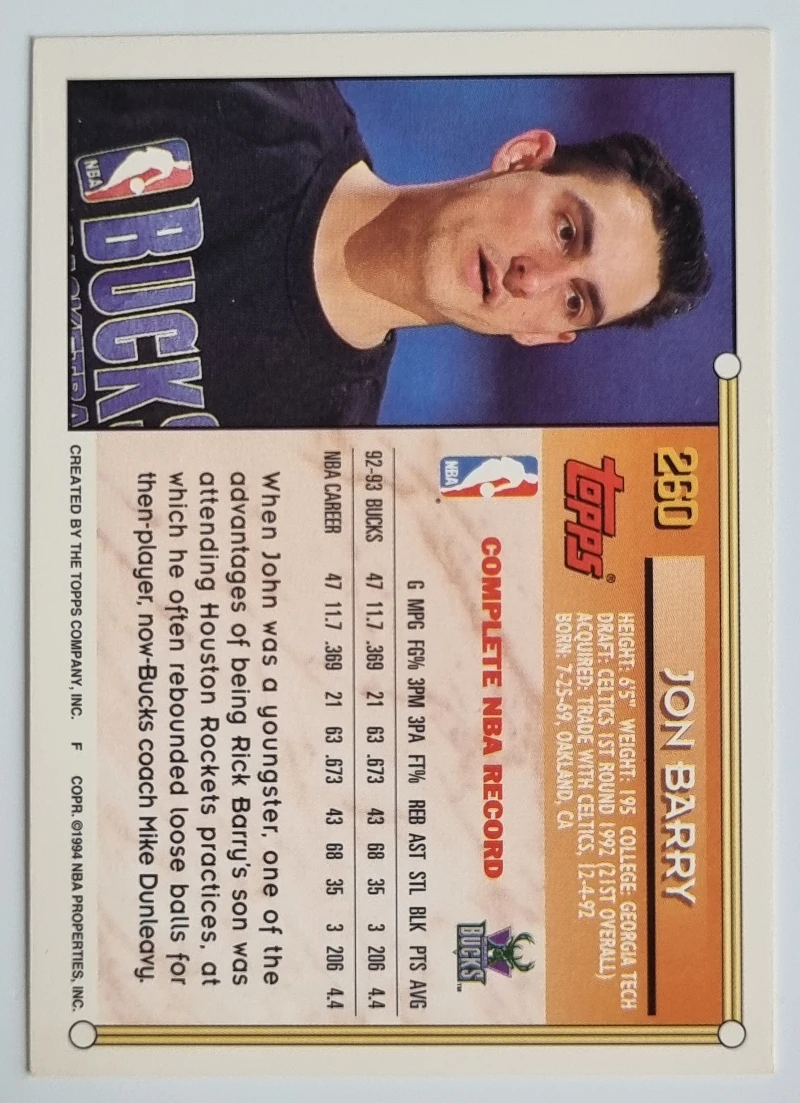 NBA
BUCKS
260
JON BARRY
topps®
HEIGHT: 6'5" WEIGHT: 195 COLLEGE: GEORGIA TECH
DRAFT: CELTICS 1ST ROUND 1992 (21ST OVERALL)
ACQUIRED: TRADE WITH CELTICS, 12-4-92
BORN: 7-25-69, OAKLAND, CA
NBA
COMPLETE NBA RECORD
BUCKS™
G MPG FG% 3PM 3PA FT% REB AST STL BLK PTS AVG
92-93 BUCKS 47 11.7 .369 21 63 .673 43 68 35 3 206 4.4
NBA CAREER 47 11.7 .369 21 63 .673 43 68 35 3 206 4.4
When John was a youngster, one of the
advantages of being Rick Barry's son was
attending Houston Rockets practices, at
which he often rebounded loose balls for
then-player, now-Bucks coach Mike Dunleavy.
CREATED BY THE TOPPS COMPANY, INC. F COPR. ©1994 NBA PROPERTIES, INC.